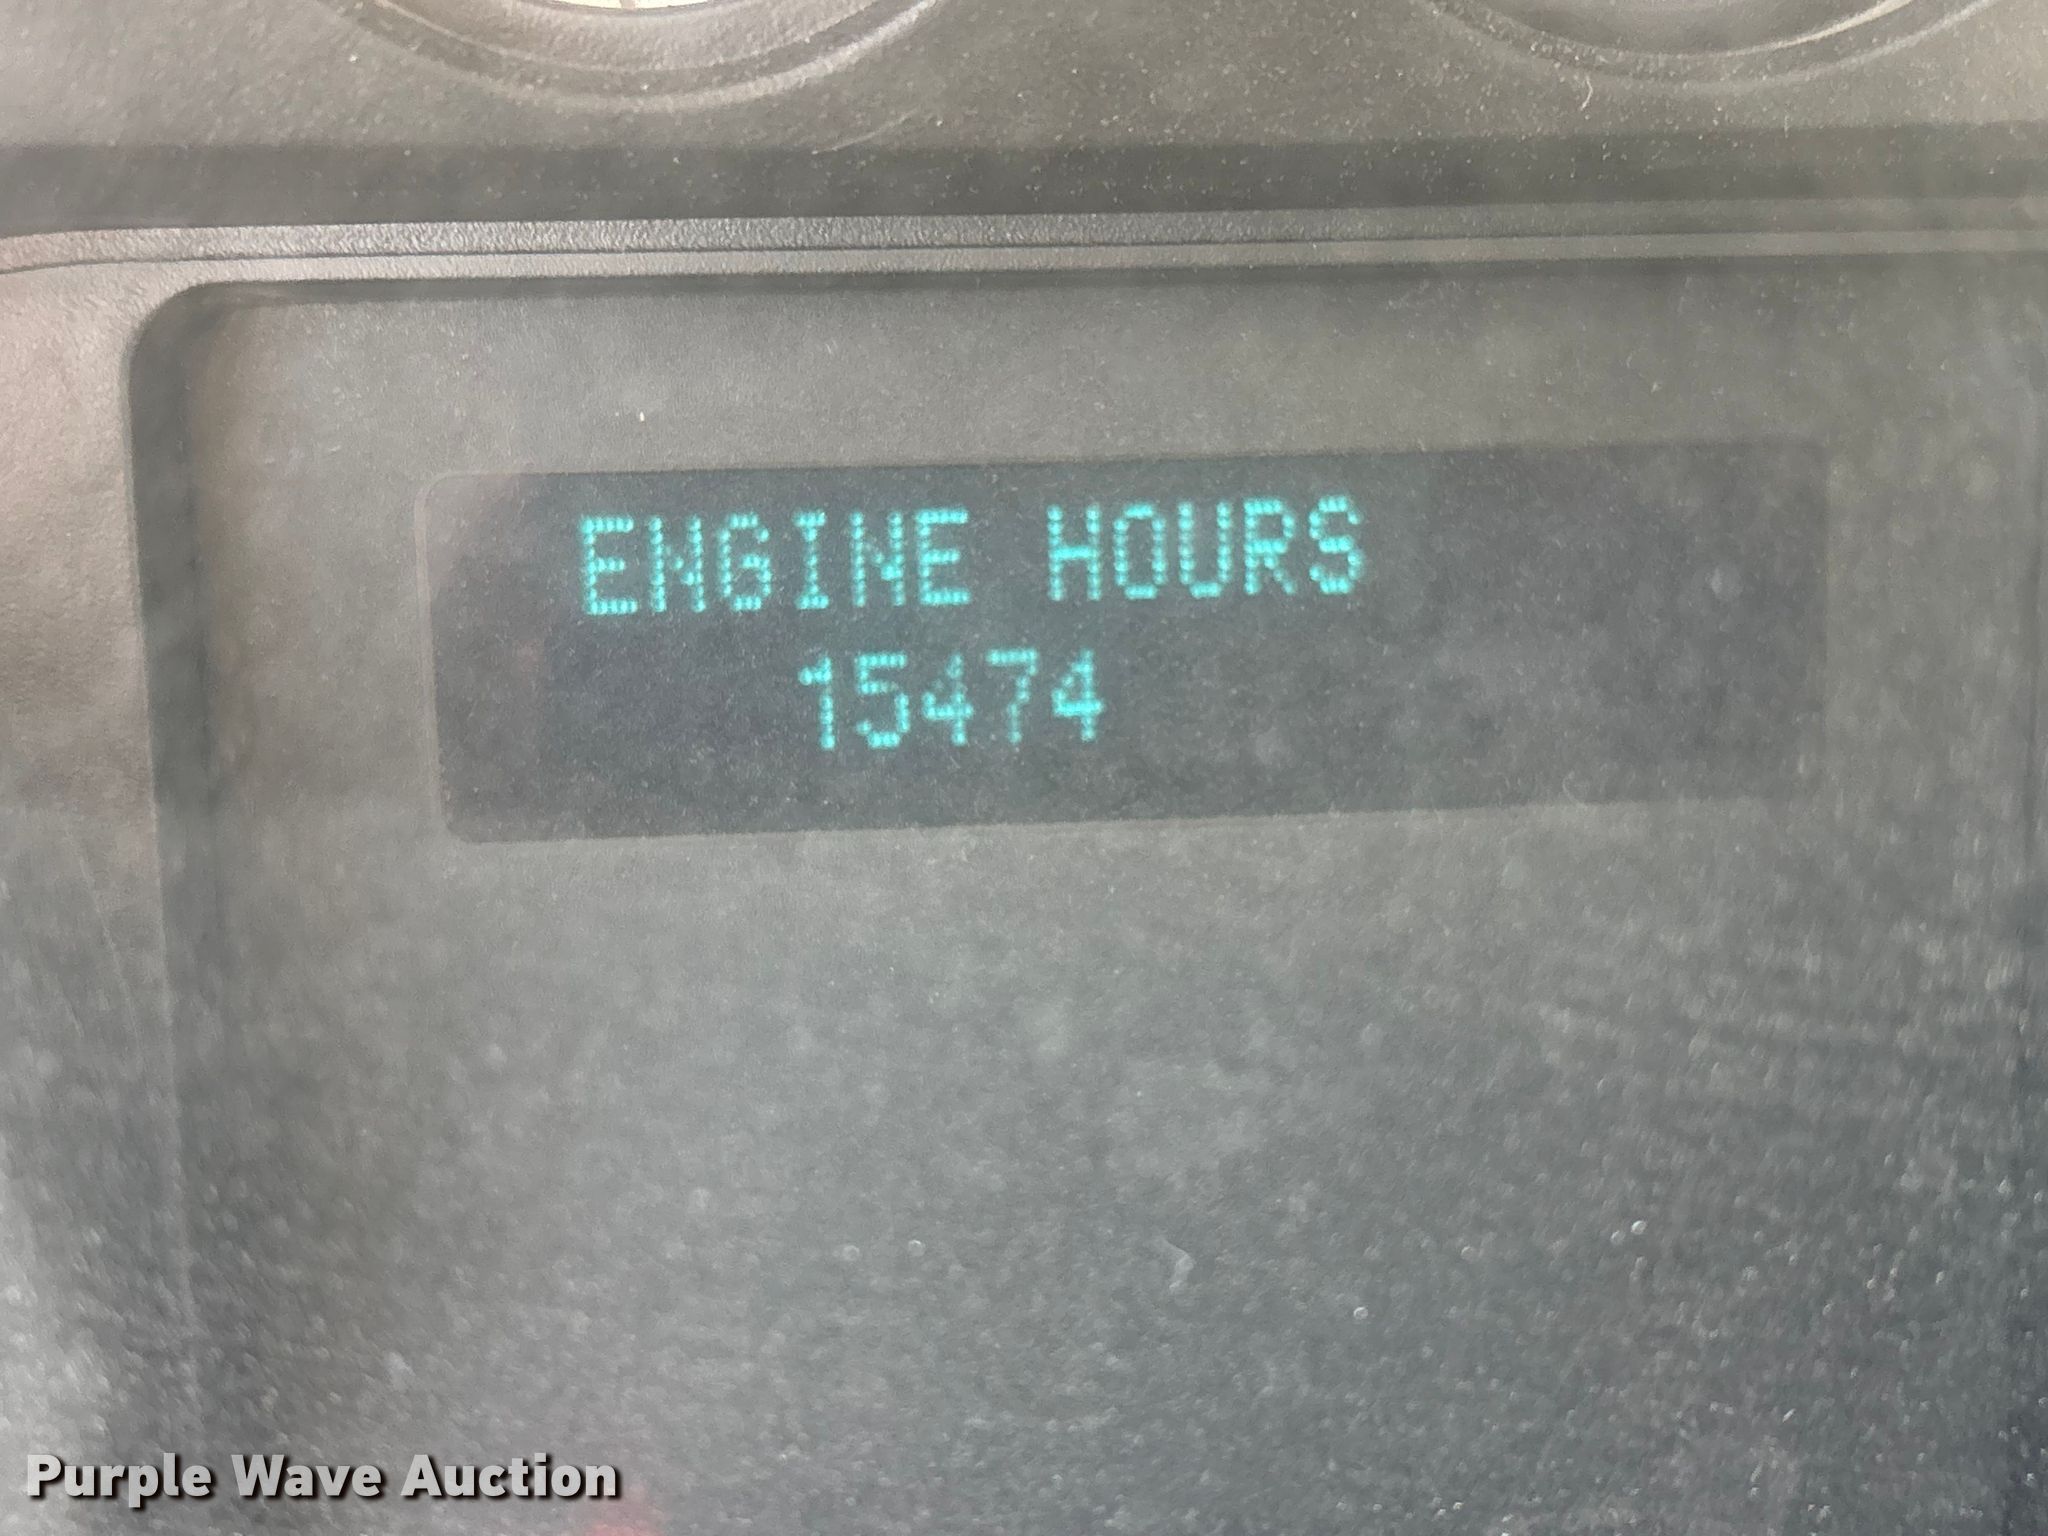 ENGINE HOURS
15474
Purple Wave Auction